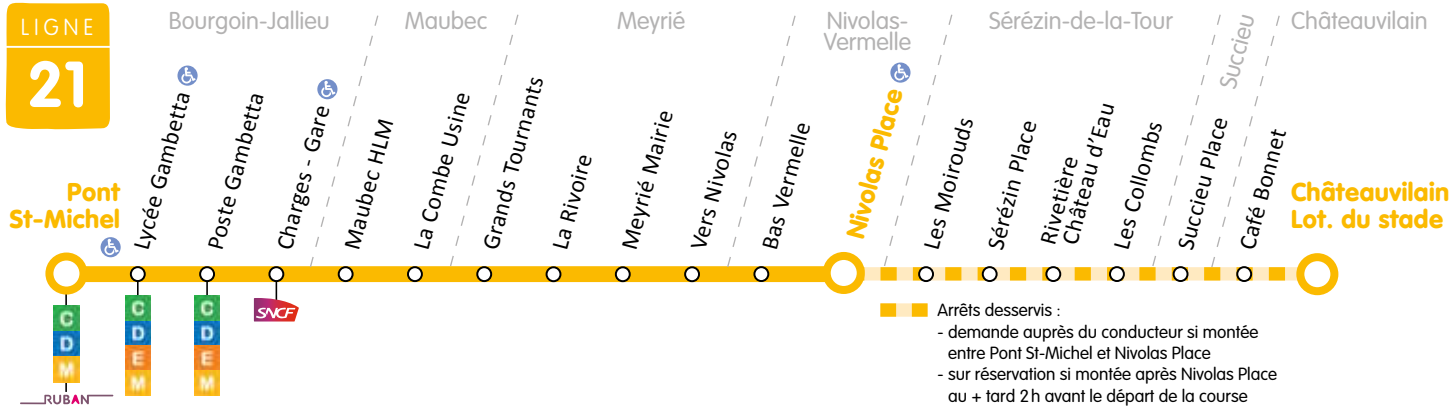 LIGNE
21
Bourgoin-Jallieu
Maubec
Meyrié
Nivolas-
Vermelle
Sérézin-de-la-Tour
Succieu
Châteauvilain
Pont
St-Michel
Lycée Gambetta
Poste Gambetta
Charges - Gare
Maubec HLM
La Combe Usine
Grands Tournants
La Rivoire
Meyrié Mairie
Vers Nivolas
Bas Vermelle
Nivolas Place
Les Moirouds
Sérézin Place
Rivetière
Château d'Eau
Les Collombs
Succieu Place
Café Bonnet
Châteauvilain
Lot. du stade
C
D
M
RUBAN
C
D
E
M
C
D
E
M
SNCF
Arrêts desservis :
- demande auprès du conducteur si montée
entre Pont St-Michel et Nivolas Place
- sur réservation si montée après Nivolas Place
au + tard 2h avant le départ de la course